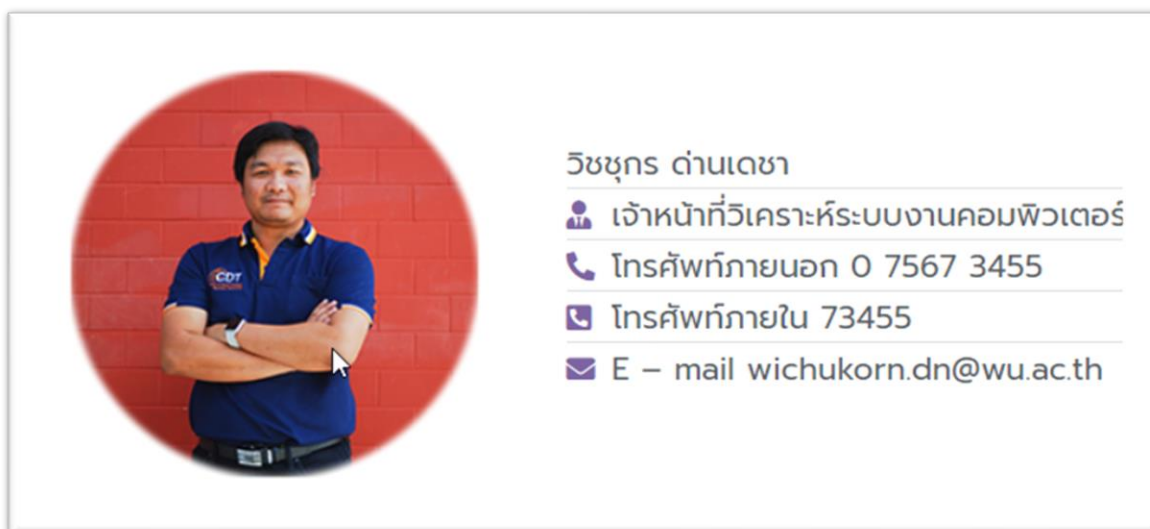 CDT
วิชชุกร ด่านเดชา
เจ้าหน้าที่วิเคราะห์ระบบงานคอมพิวเตอร์
โทรศัพท์ภายนอก 0 7567 3455
โทรศัพท์ภายใน 73455
E – mail wichukorn.dn@wu.ac.th